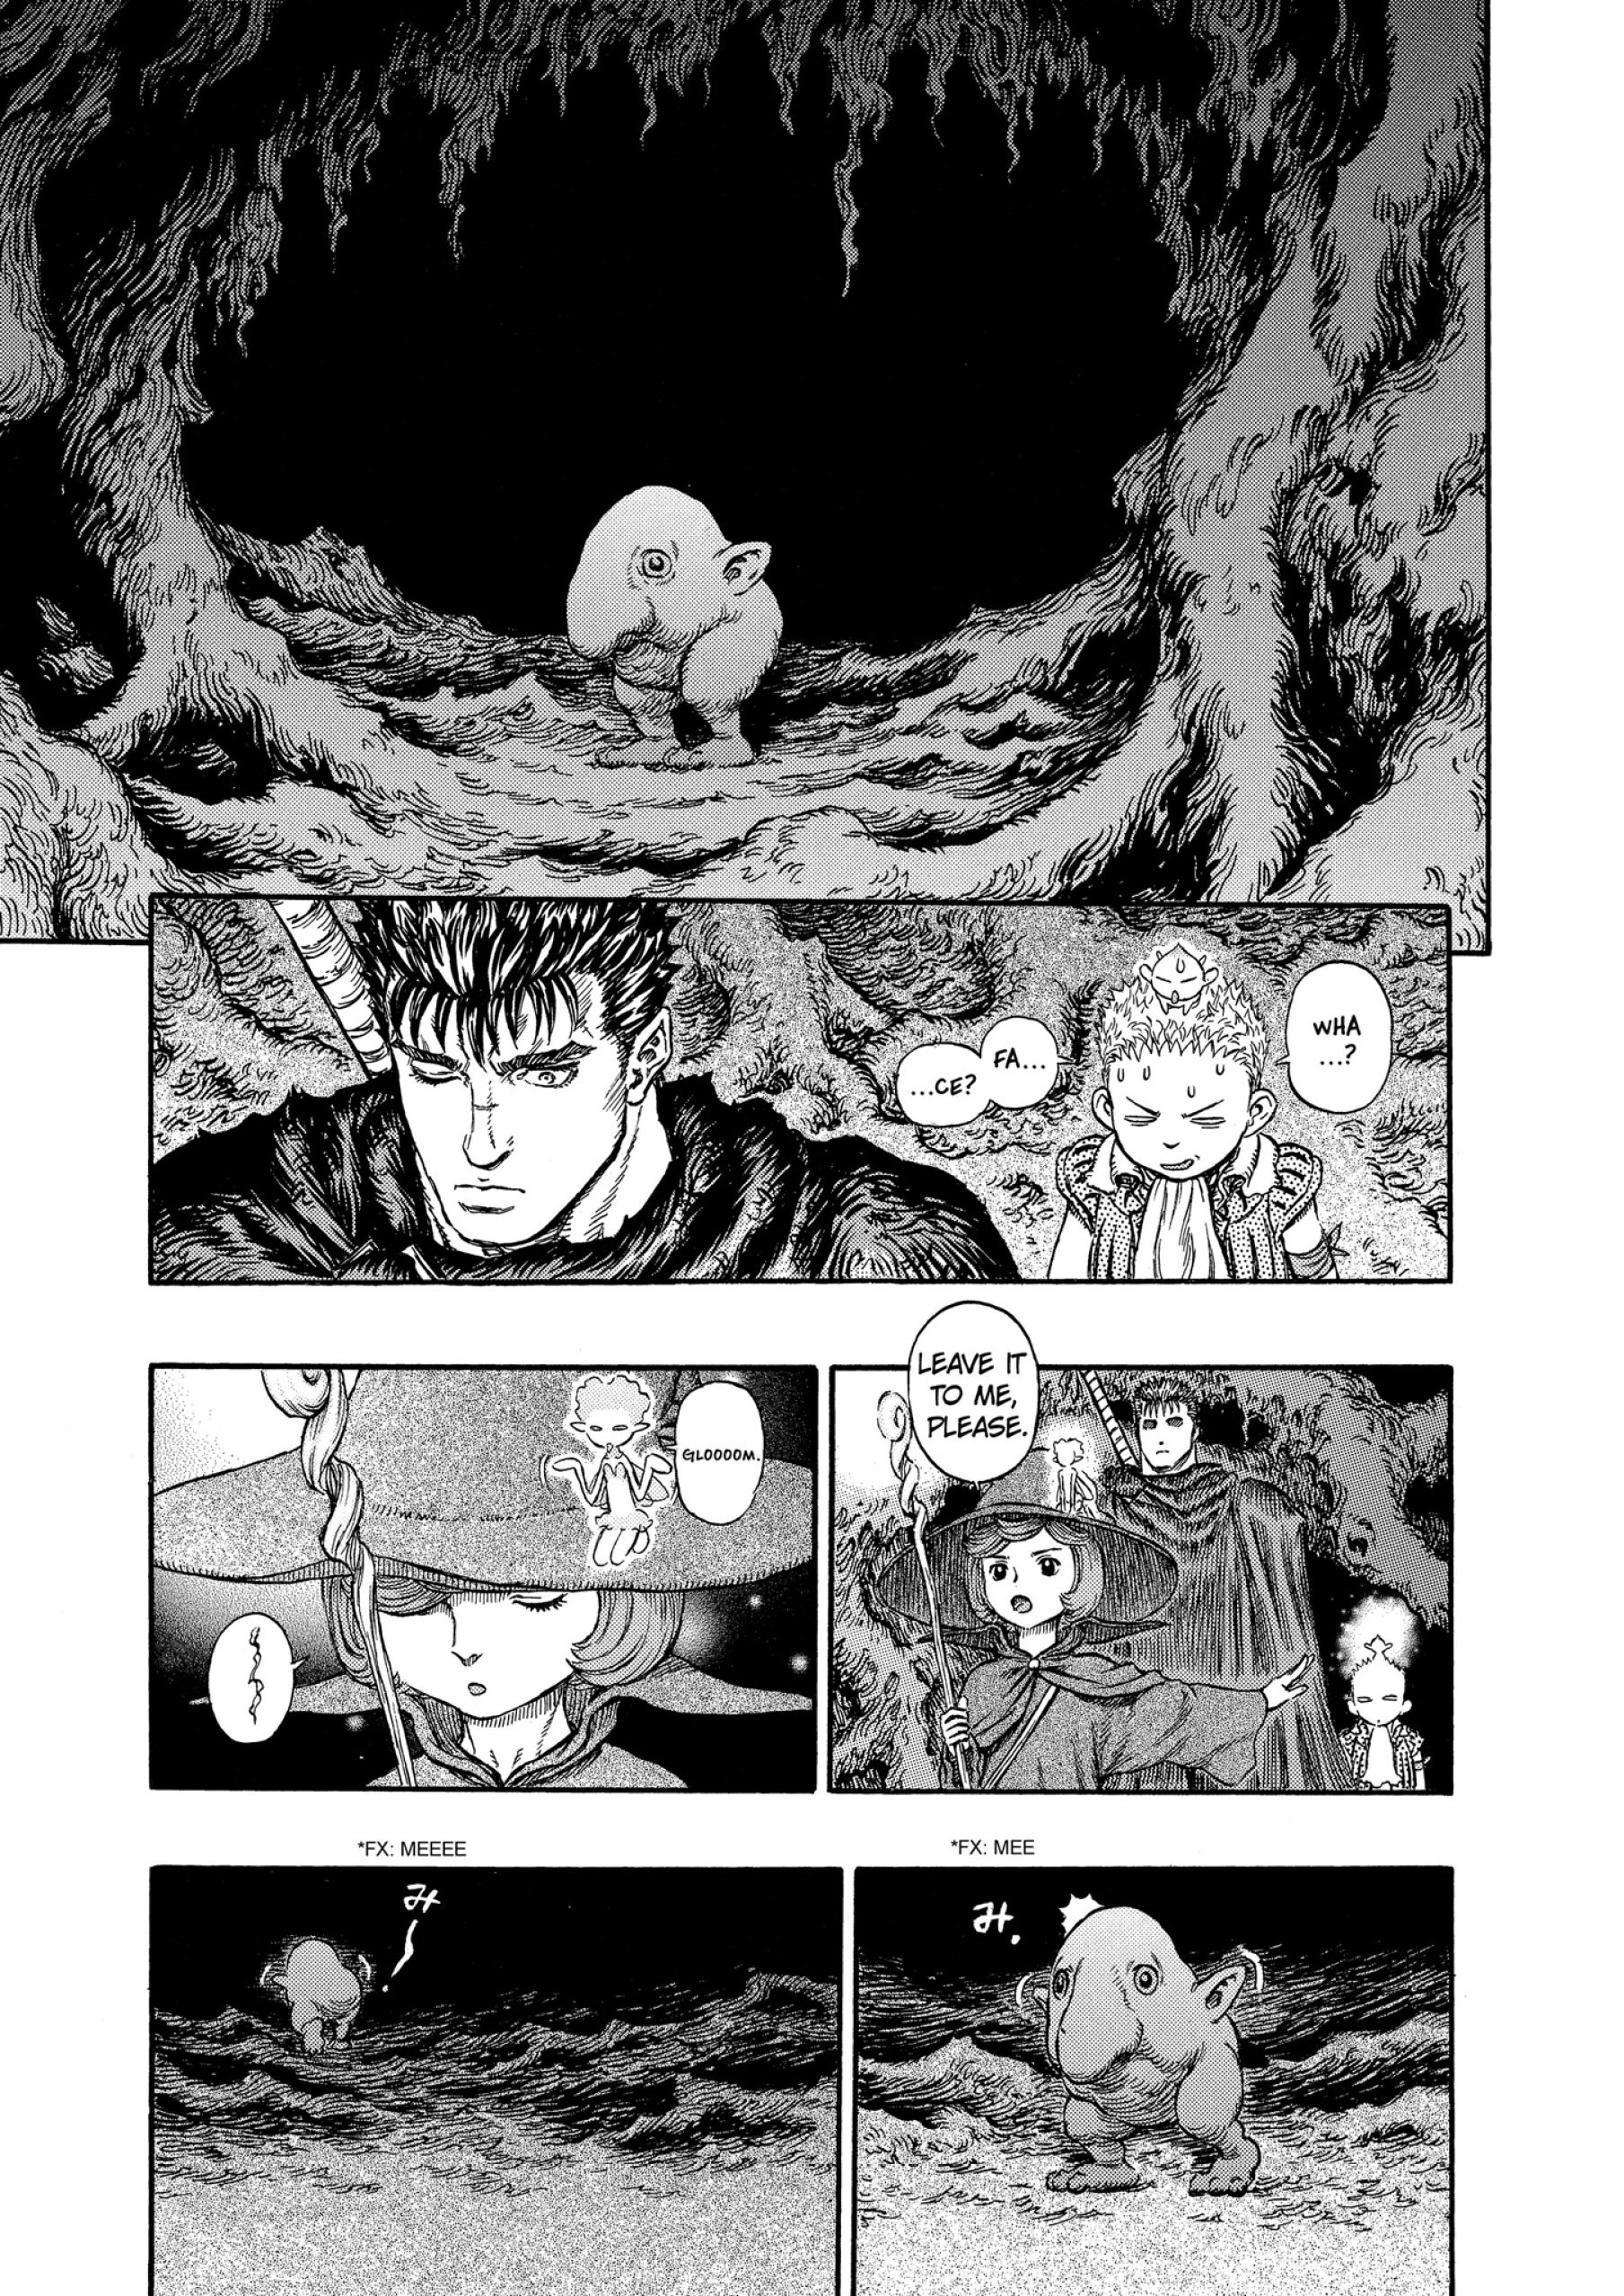 WHA
...?
FA...
...CE?
LEAVE IT
TO ME,
PLEASE.
GLOOOOM.
*FX: MEE
み.
*FX: MEEEE
み